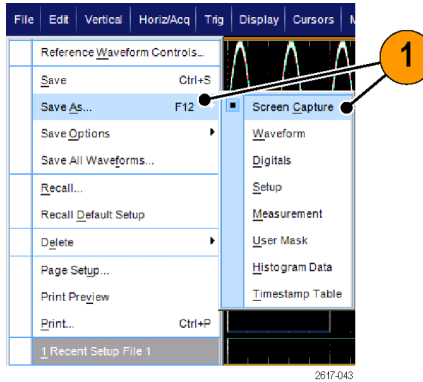 File Edit Vertical Horiz/Acq Trig Display Cursors
1
Reference Waveform Controls...
Save Ctrl+S
Save As... F12
Save Options
Save All Waveforms...
Recall...
Recall Default Setup
Delete
Page Setup...
Print Preview
Print... Ctrl+P
1 Recent Setup File 1
Screen Capture
Waveform
Digitals
Setup
Measurement
User Mask
Histogram Data
Timestamp Table
2617-043